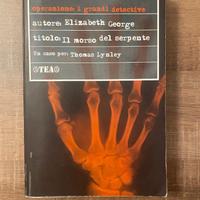 operazione: i grandi detective
autore: Elizabeth George
titolo: Il morso del serpente
Un caso per: Thomas Lynley
TEA